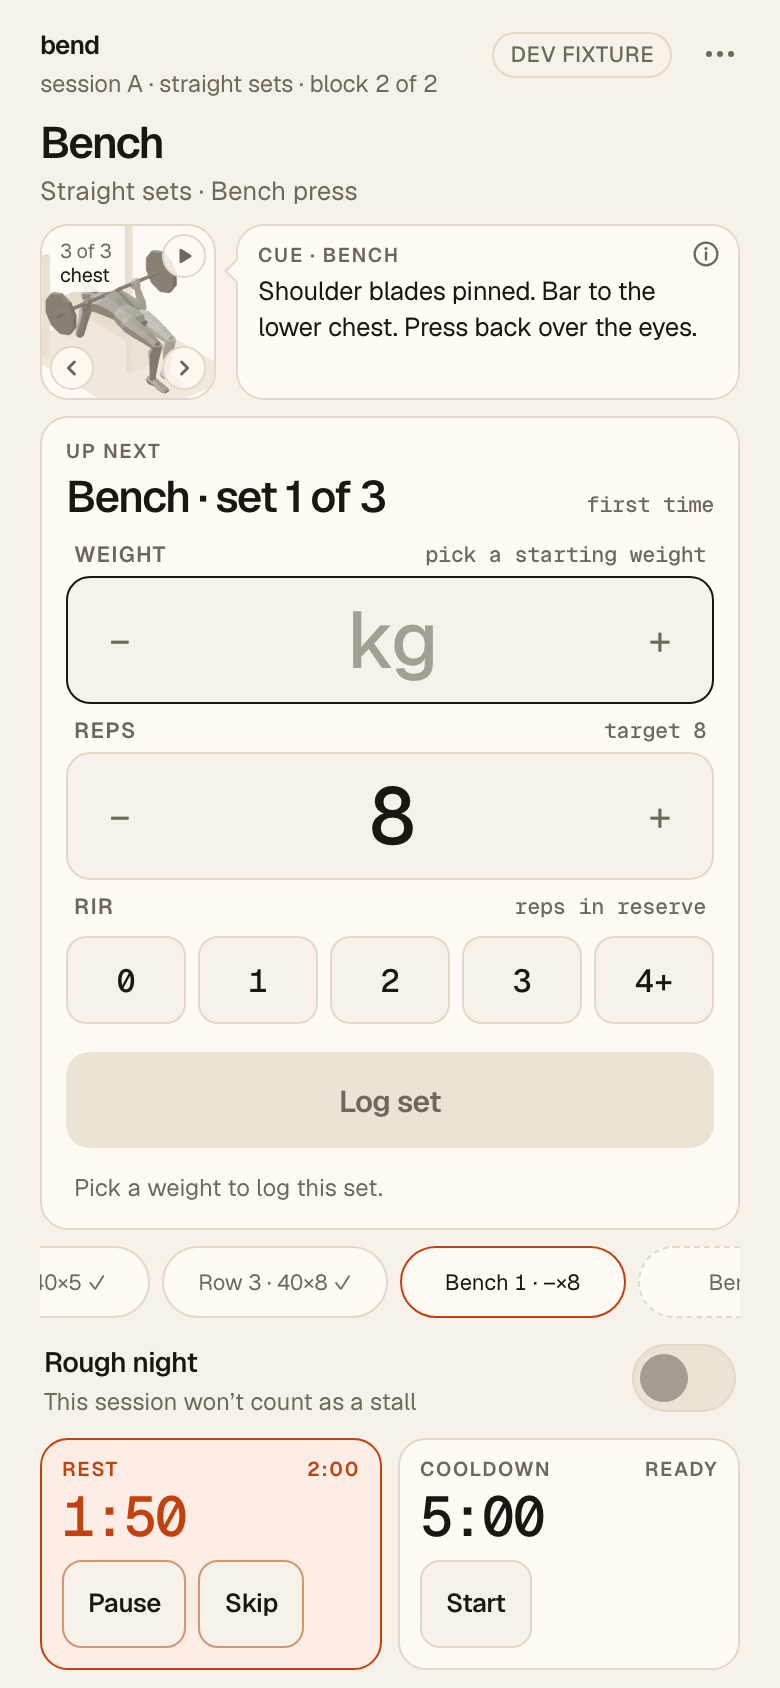 bend
session A · straight sets · block 2 of 2
DEV FIXTURE
Bench
Straight sets · Bench press
3 of 3
chest
CUE · BENCH
Shoulder blades pinned. Bar to the
lower chest. Press back over the eyes.
UP NEXT
Bench · set 1 of 3
first time
WEIGHT
pick a starting weight
− kg +
REPS
target 8
− 8 +
RIR
reps in reserve
0 1 2 3 4+
Log set
Pick a weight to log this set.
40×5 ✓
Row 3 · 40×8 ✓
Bench 1 · –×8
Rough night
This session won’t count as a stall
REST 2:00
1:50
Pause Skip
COOLDOWN READY
5:00
Start